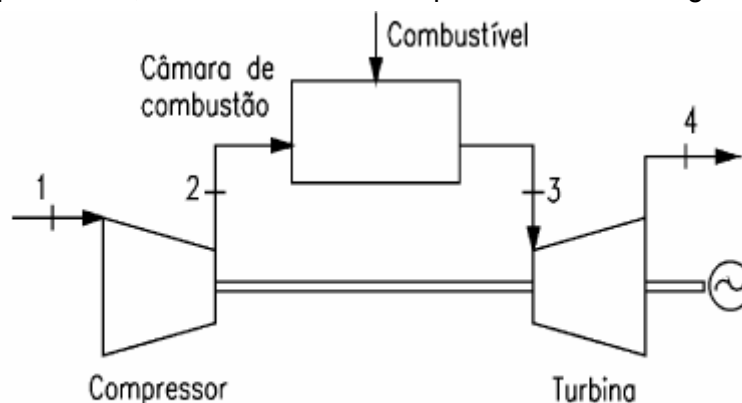 Combustível
Câmara de
combustão
4
1
2
3
Compressor
Turbina